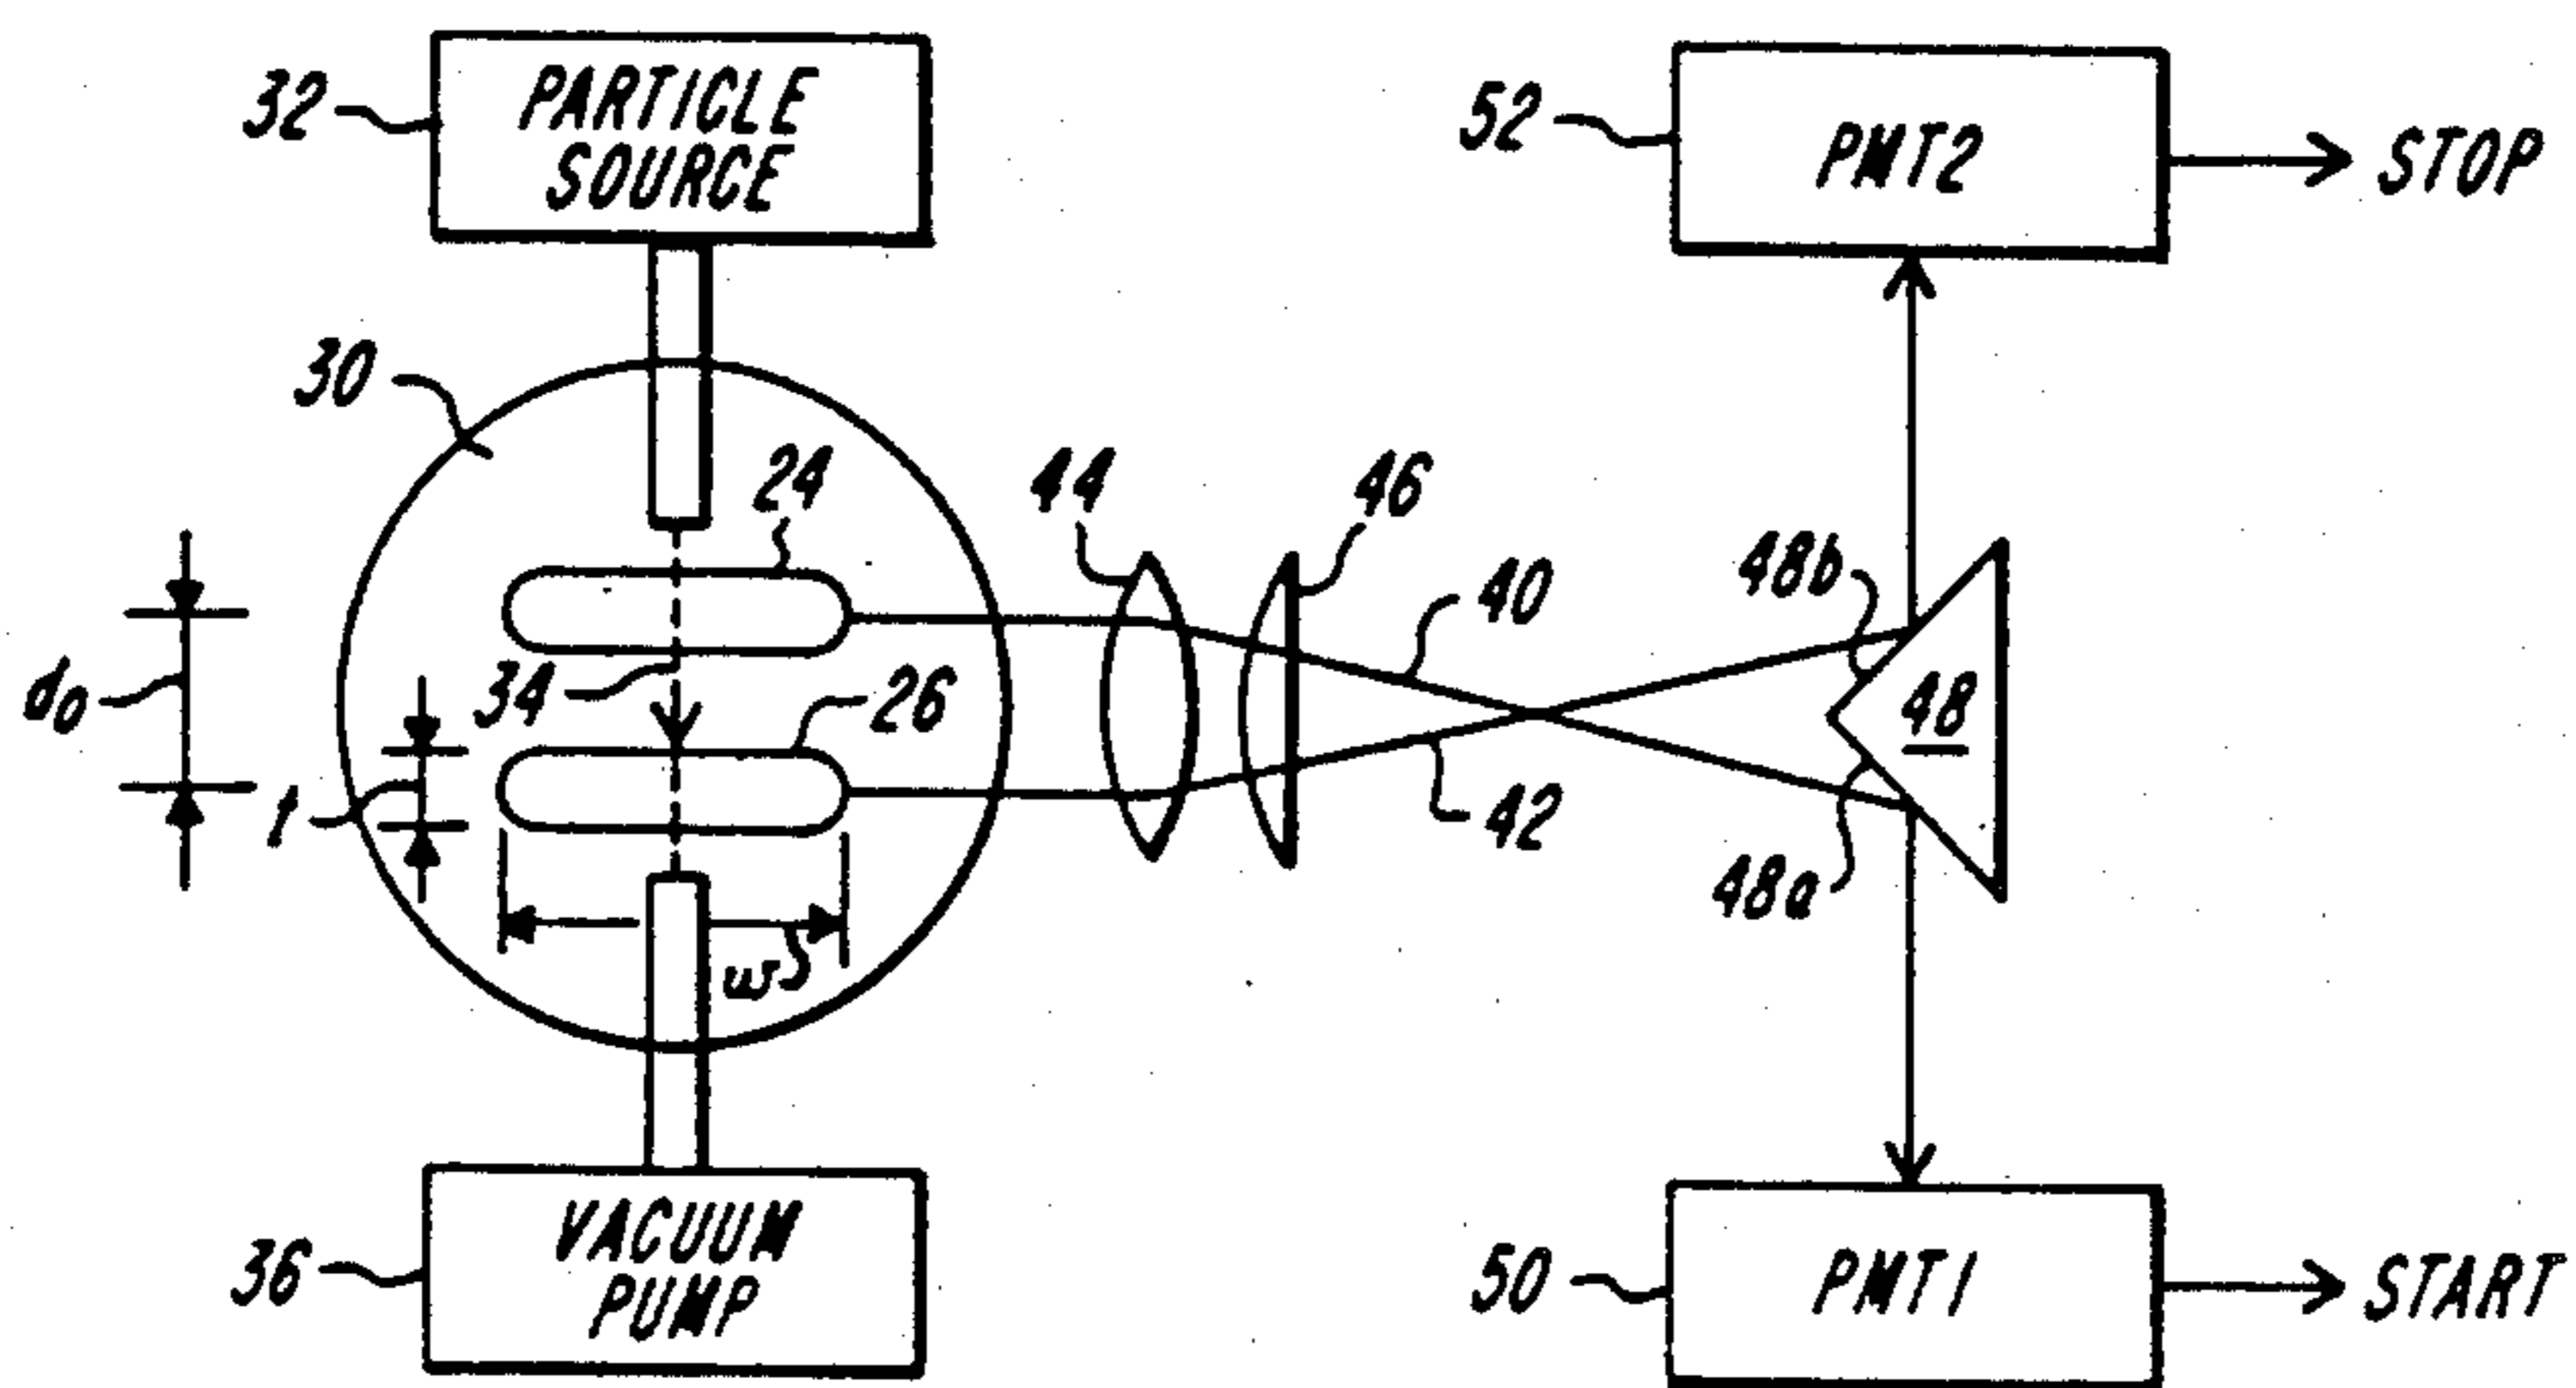 32
PARTICLE
SOURCE
52
PMT2
STOP
30
24
44
46
40
48b
34
26
48
d0
t
42
48a
w
36
VACUUM
PUMP
50
PMT1
START